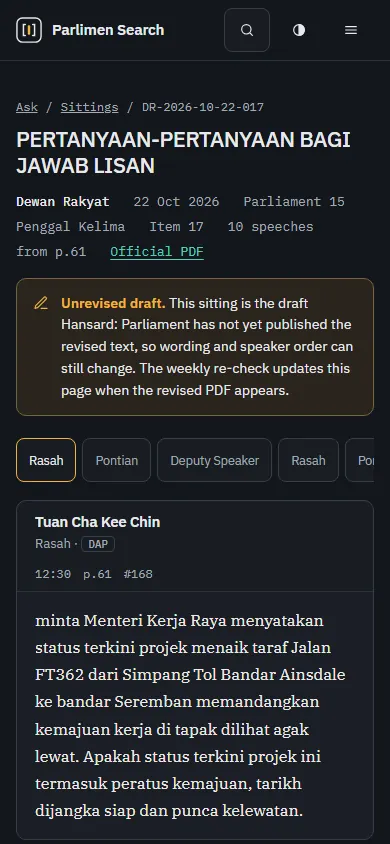 [I] Parlimen Search
Ask / Sittings / DR-2026-10-22-017
PERTANYAAN-PERTANYAAN BAGI
JAWAB LISAN
Dewan Rakyat 22 Oct 2026 Parliament 15
Penggal Kelima Item 17 10 speeches
from p.61 Official PDF
Unrevised draft. This sitting is the draft
Hansard: Parliament has not yet published the
revised text, so wording and speaker order can
still change. The weekly re-check updates this
page when the revised PDF appears.
Rasah Pontian Deputy Speaker Rasah
Tuan Cha Kee Chin
Rasah · DAP
12:30 p.61 #168
minta Menteri Kerja Raya menyatakan
status terkini projek menaik taraf Jalan
FT362 dari Simpang Tol Bandar Ainsdale
ke bandar Seremban memandangkan
kemajuan kerja di tapak dilihat agak
lewat. Apakah status terkini projek ini
termasuk peratus kemajuan, tarikh
dijangka siap dan punca kelewatan.